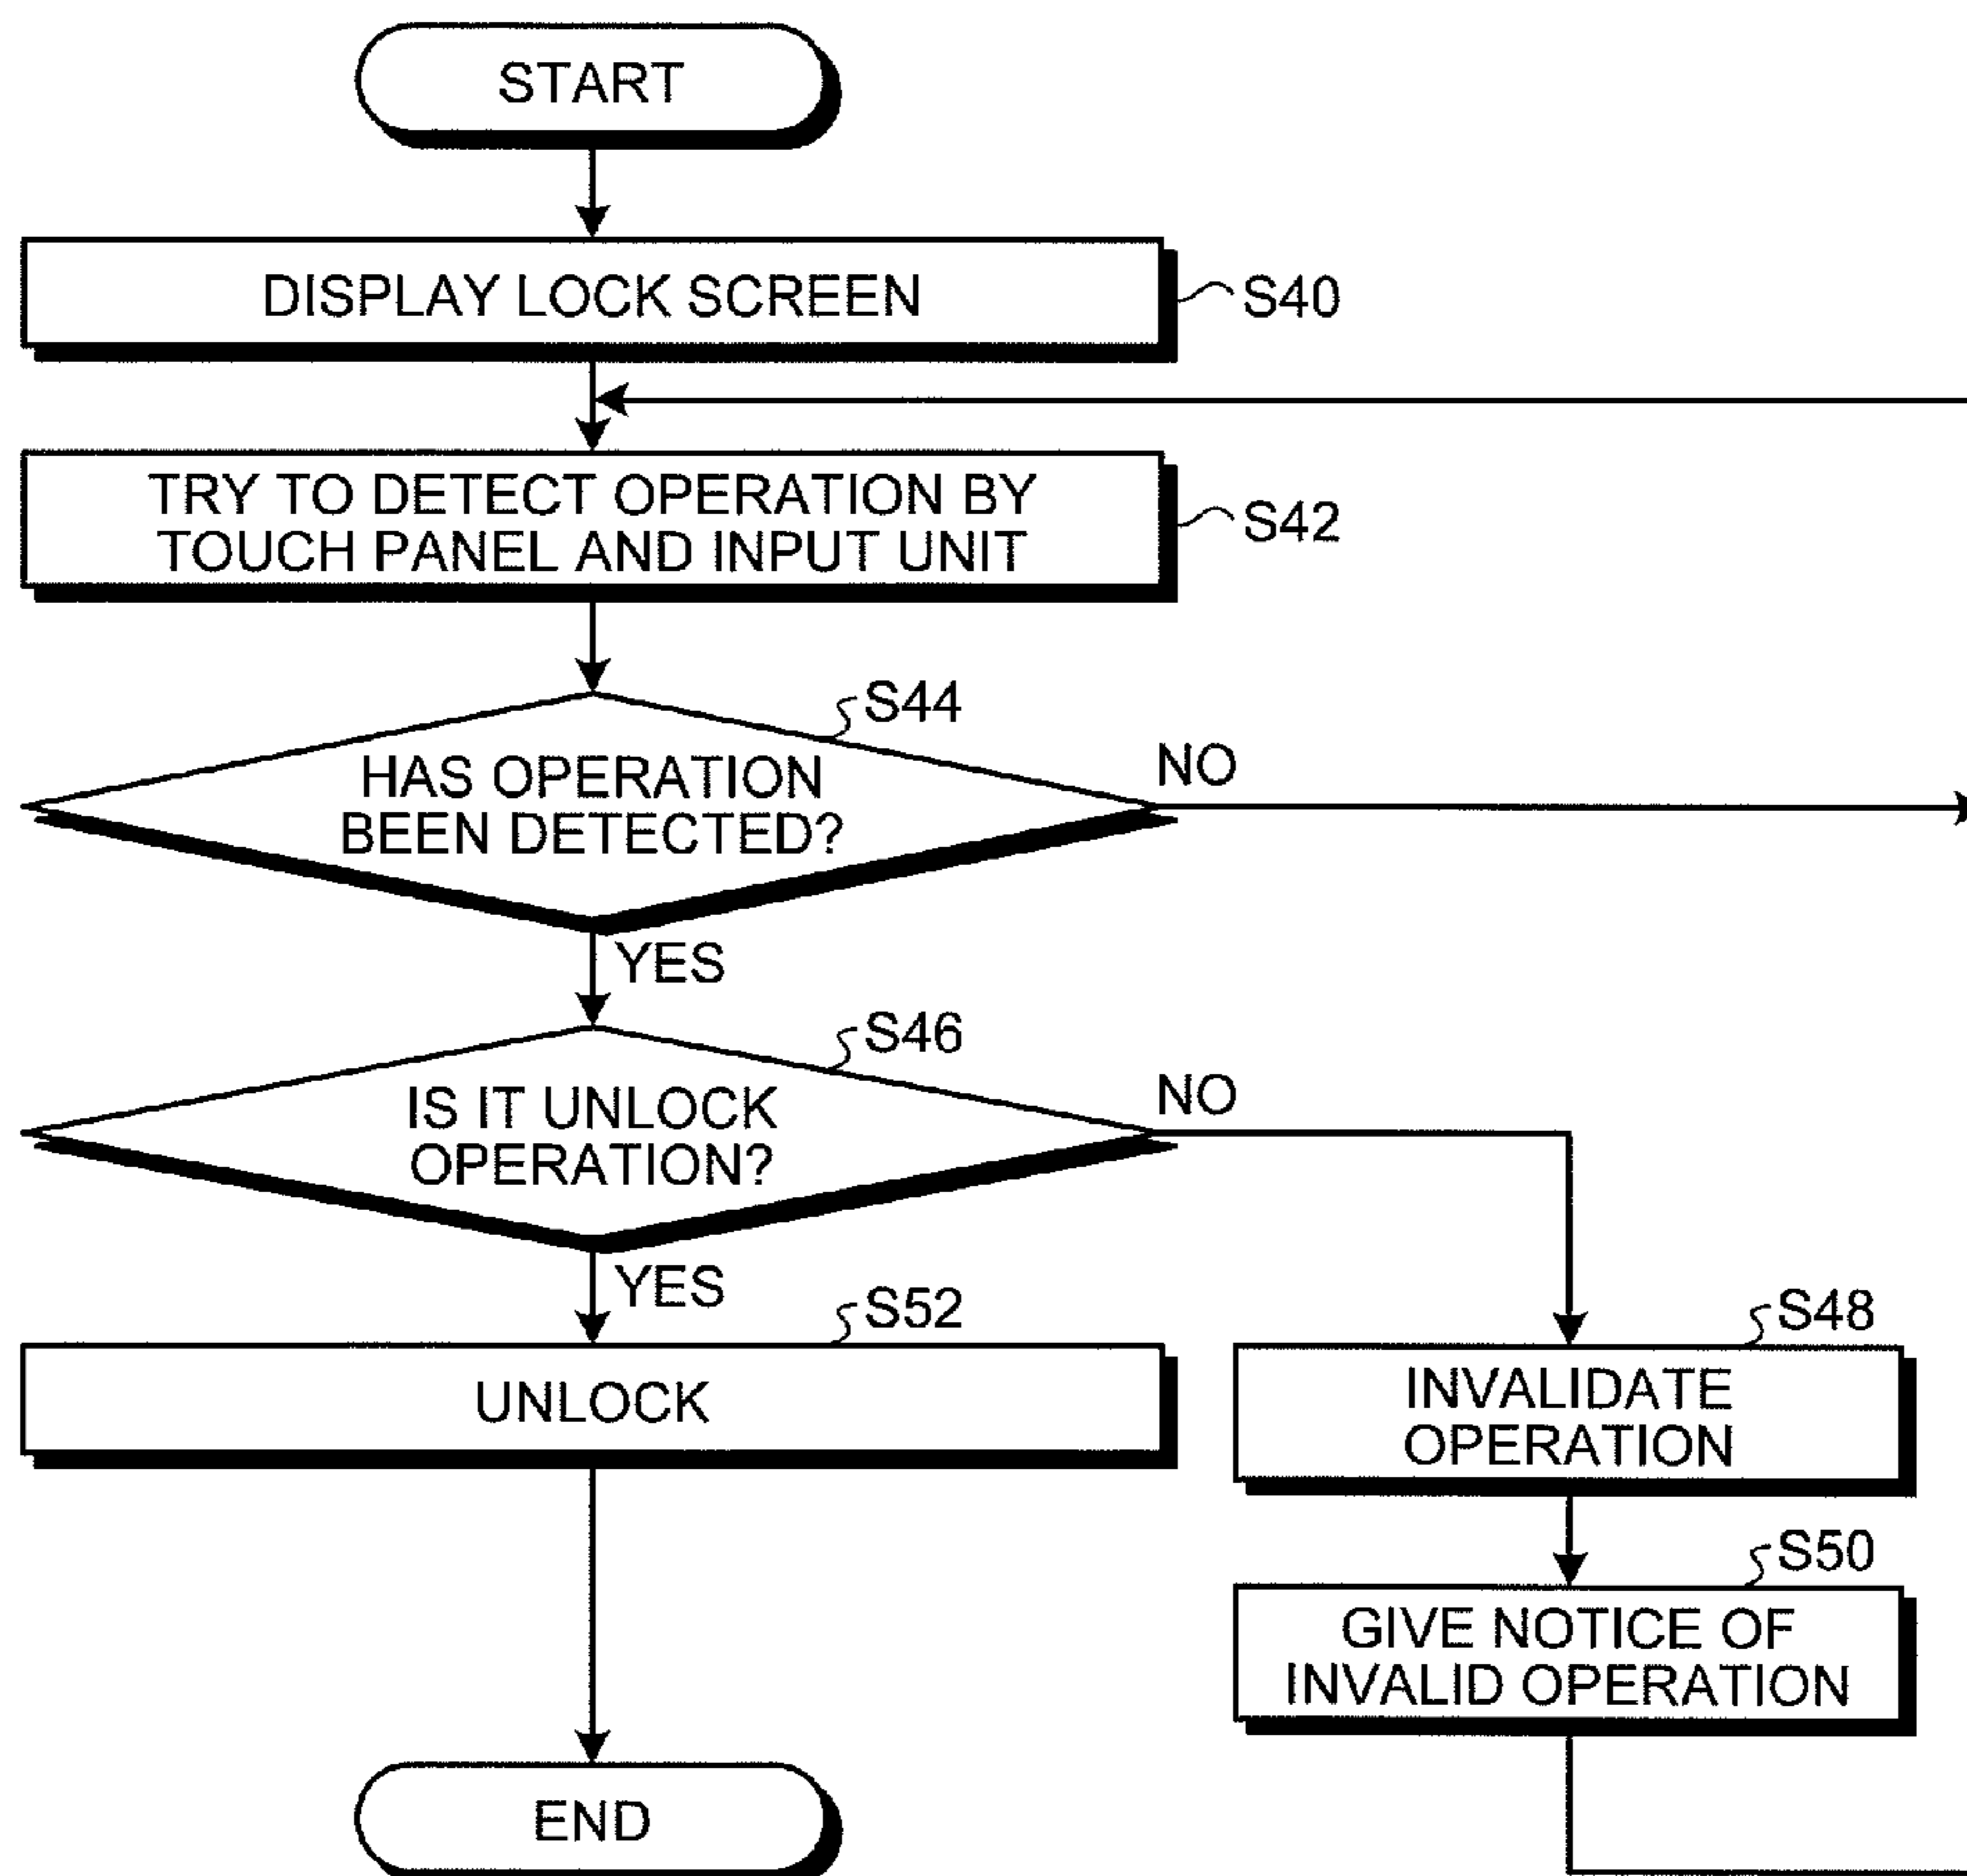 START
DISPLAY LOCK SCREEN
S40
TRY TO DETECT OPERATION BY
TOUCH PANEL AND INPUT UNIT
S42
S44
HAS OPERATION
BEEN DETECTED?
NO
YES
S46
IS IT UNLOCK
OPERATION?
NO
YES
S52
UNLOCK
S48
INVALIDATE
OPERATION
S50
GIVE NOTICE OF
INVALID OPERATION
END